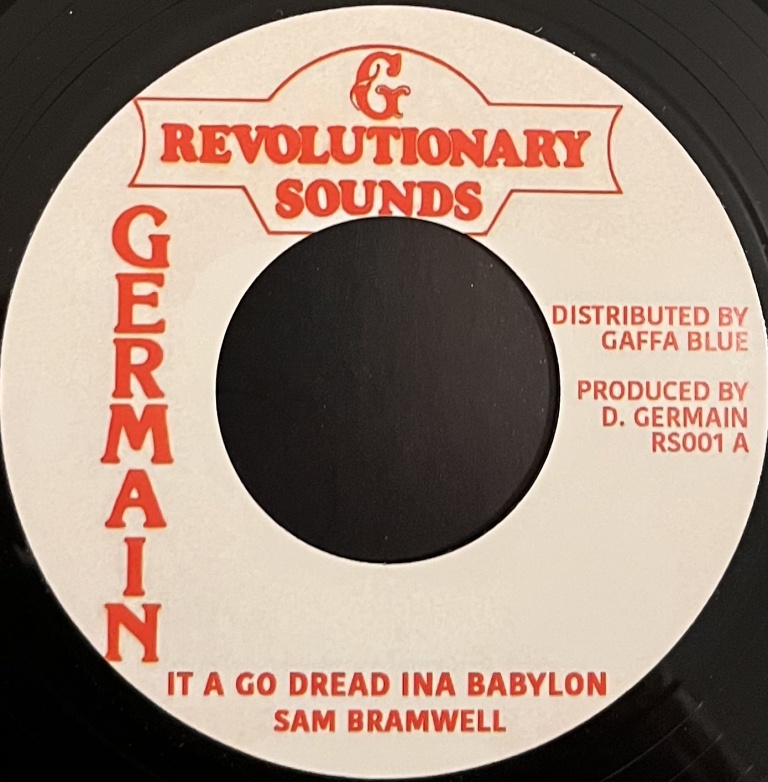 G
REVOLUTIONARY
SOUNDS
GERMAIN
DISTRIBUTED BY
GAFFA BLUE
PRODUCED BY
D. GERMAIN
RS001 A
IT A GO DREAD INA BABYLON
SAM BRAMWELL